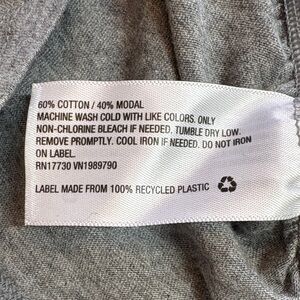 60% COTTON / 40% MODAL
MACHINE WASH COLD WITH LIKE COLORS. ONLY
NON-CHLORINE BLEACH IF NEEDED. TUMBLE DRY LOW.
REMOVE PROMPTLY. COOL IRON IF NEEDED. DO NOT IRON
ON LABEL.
RN17730 VN1989790
LABEL MADE FROM 100% RECYCLED PLASTIC